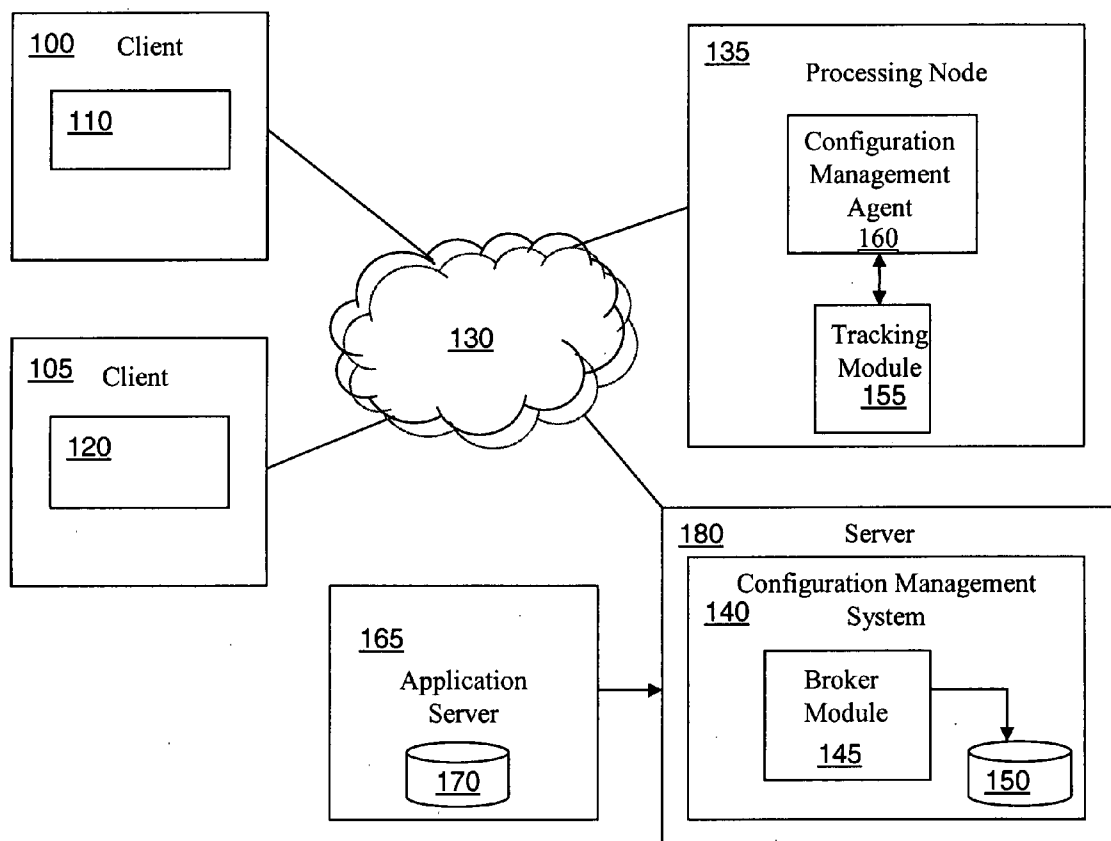 100 Client
110
135
Processing Node
Configuration
Management
Agent
160
Tracking
Module
155
130
105 Client
120
180 Server
Configuration Management
140 System
Broker
Module
145
150
165
Application
Server
170